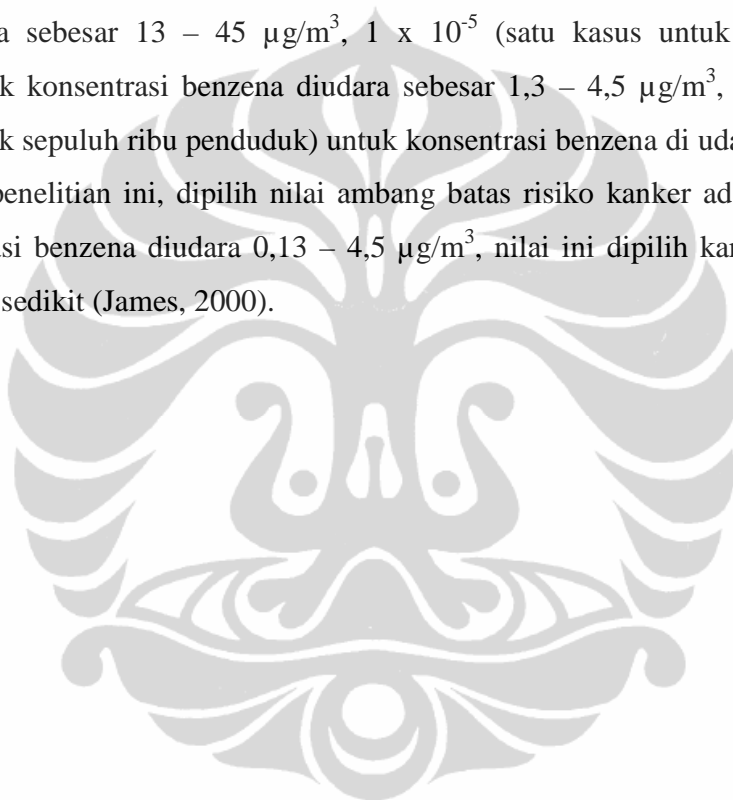 a sebesar 13 – 45 µg/m³, 1 x 10⁻⁵ (satu kasus untuk
k konsentrasi benzena diudara sebesar 1,3 – 4,5 µg/m³,
k sepuluh ribu penduduk) untuk konsentrasi benzena di uda
penelitian ini, dipilih nilai ambang batas risiko kanker ad
si benzena diudara 0,13 – 4,5 µg/m³, nilai ini dipilih kar
sedikit (James, 2000).